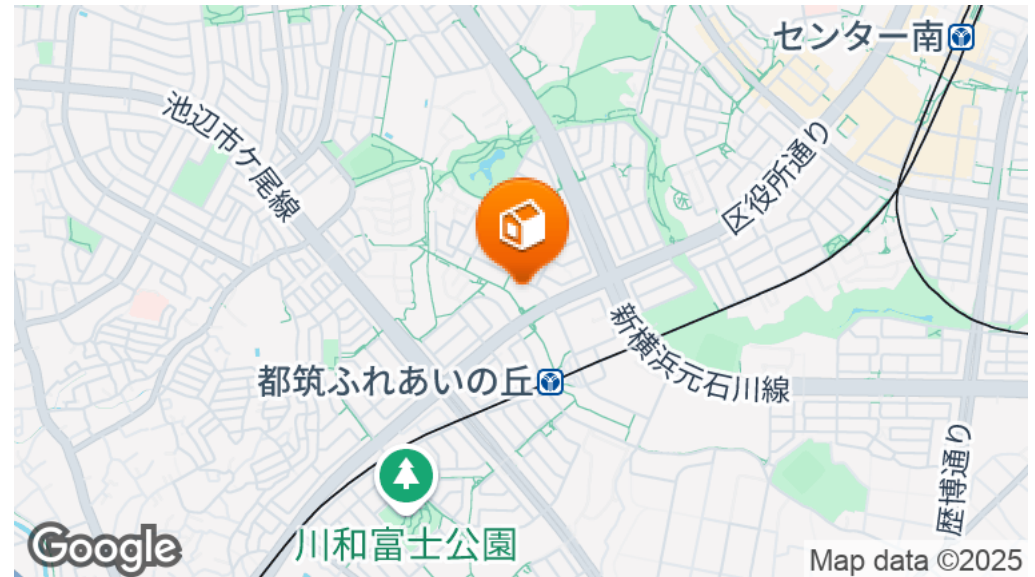 センター南
池辺市ケ尾線
区役所通り
新横浜元石川線
都筑ふれあいの丘
歴博通り
川和富士公園
Google
Map data ©2025